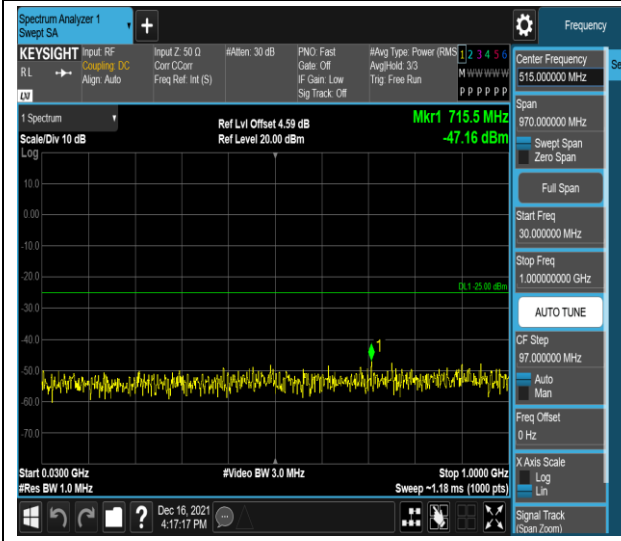 Spectrum Analyzer 1
Swept SA
Frequency
KEYSIGHT
RL
LXI
Input: RF
Coupling: DC
Align: Auto
Input Z: 50 Ω
Corr CCorr
Freq Ref: Int (S)
#Atten: 30 dB
PNO: Fast
Gate: Off
IF Gain: Low
Sig Track: Off
#Avg Type: Power (RMS
Avg|Hold: 3/3
Trig: Free Run
1 2 3 4 5 6
M W W W W W
P P P P P P
1 Spectrum
Scale/Div 10 dB
Log
Ref Lvl Offset 4.59 dB
Ref Level 20.00 dBm
Mkr1 715.5 MHz
-47.16 dBm
10.0
0.00
-10.0
-20.0
DL1 -25.00 dBm
-30.0
-40.0
1
-50.0
-60.0
-70.0
Start 0.0300 GHz
#Res BW 1.0 MHz
#Video BW 3.0 MHz
Stop 1.0000 GHz
Sweep ~1.18 ms (1000 pts)
Dec 16, 2021
4:17:17 PM
Center Frequency
515.000000 MHz
Se
Span
970.000000 MHz
Swept Span
Zero Span
Full Span
Start Freq
30.000000 MHz
Stop Freq
1.000000000 GHz
AUTO TUNE
CF Step
97.000000 MHz
Auto
Man
Freq Offset
0 Hz
X Axis Scale
Log
Lin
Signal Track
(Span Zoom)